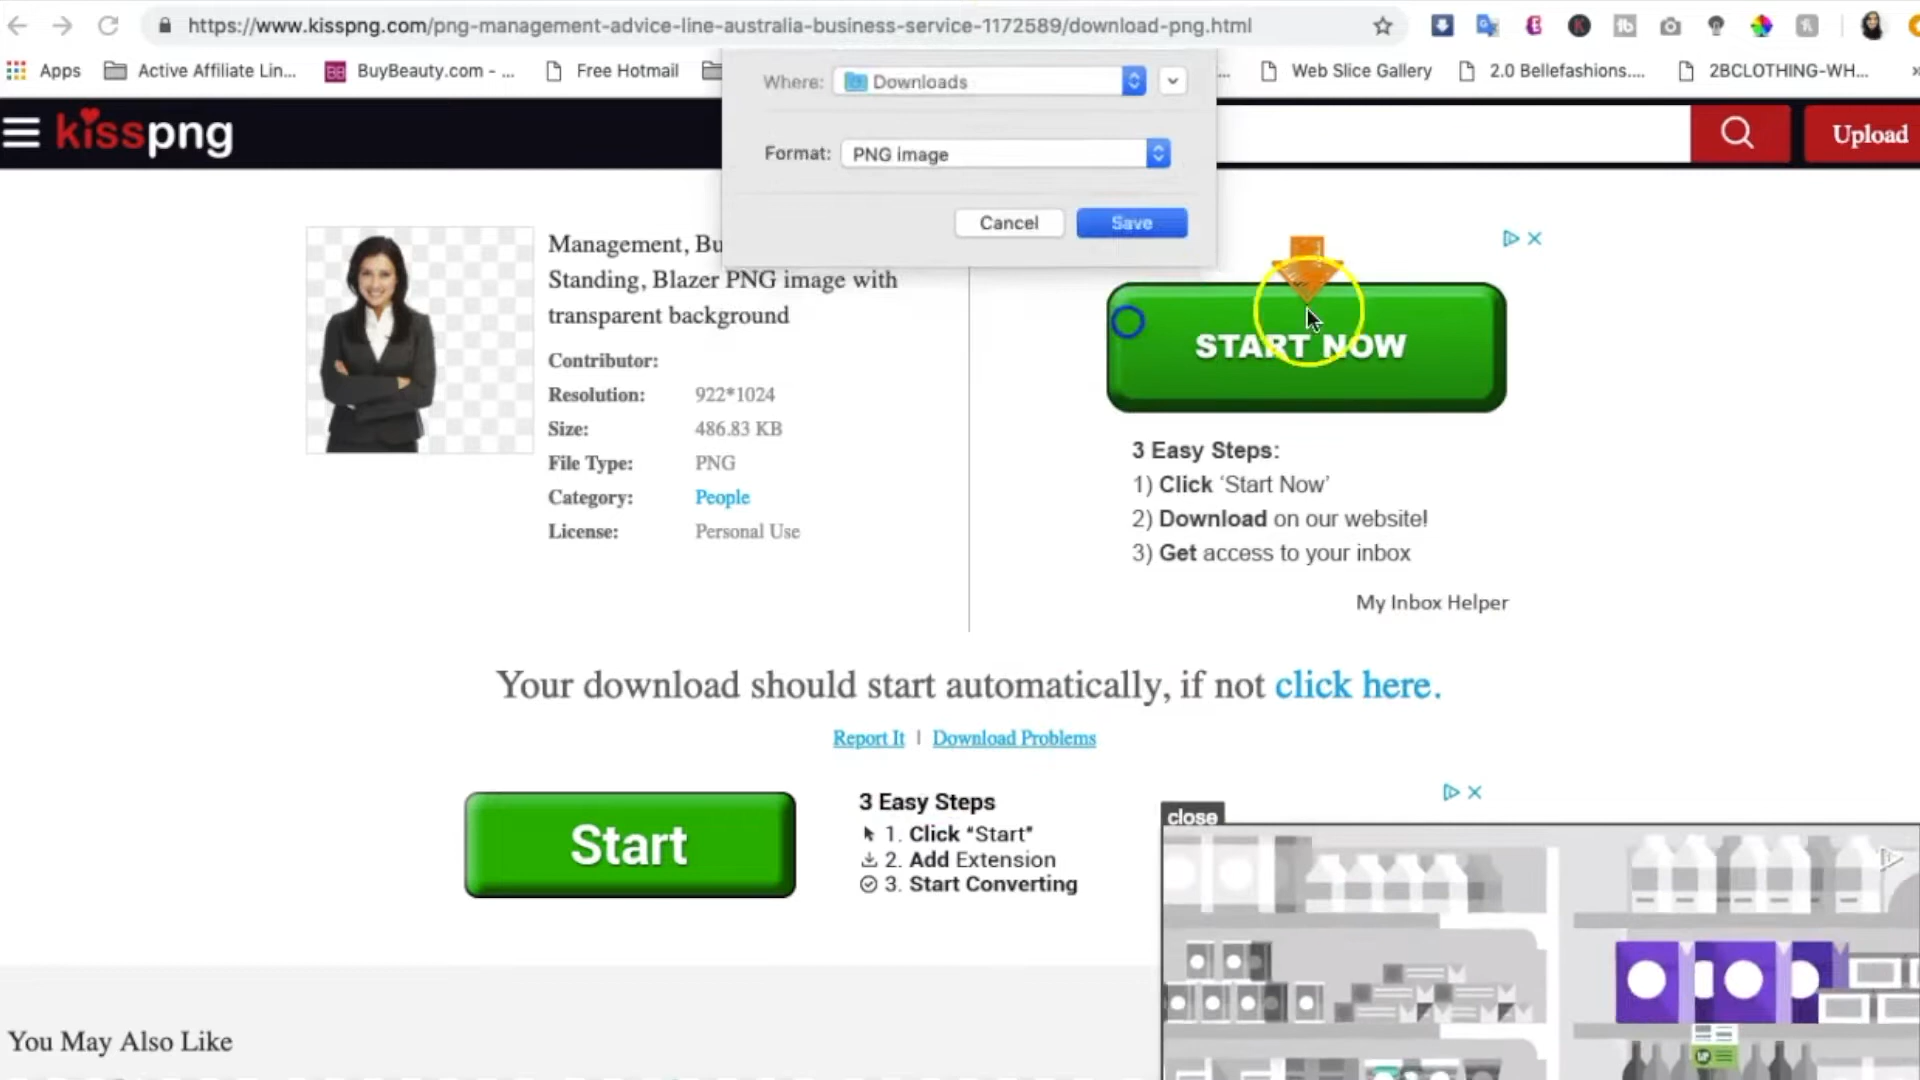 https://www.kisspng.com/png-management-advice-line-australia-business-service-1172589/download-png.html
Apps
Active Affiliate Lin...
BB
BuyBeauty.com - ...
Free Hotmail
...
Web Slice Gallery
2.0 Bellefashions....
2BCLOTHING-WH...
Where:
Downloads
Format:
PNG image
Cancel
Save
kisspng
Upload
Management, Bu
Standing, Blazer PNG image with
transparent background
Contributor:
Resolution: 922*1024
Size: 486.83 KB
File Type: PNG
Category: People
License: Personal Use
START NOW
3 Easy Steps:
1) Click ‘Start Now’
2) Download on our website!
3) Get access to your inbox
My Inbox Helper
Your download should start automatically, if not click here.
Report It | Download Problems
Start
3 Easy Steps
1. Click “Start”
2. Add Extension
3. Start Converting
close
You May Also Like